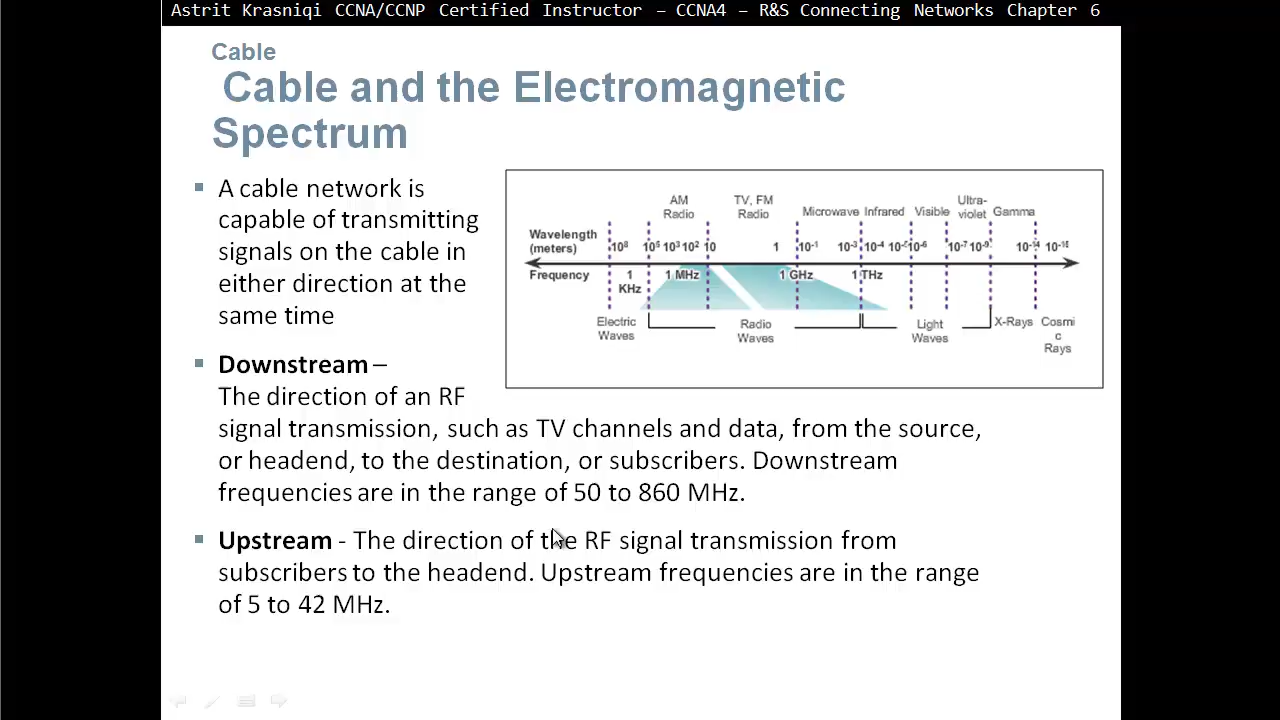 Astrit Krasniqi CCNA/CCNP Certified Instructor – CCNA4 – R&S Connecting Networks Chapter 6
Cable
Cable and the Electromagnetic
Spectrum
▪ A cable network is
capable of transmitting
signals on the cable in
either direction at the
same time
▪ Downstream –
The direction of an RF
signal transmission, such as TV channels and data, from the source,
or headend, to the destination, or subscribers. Downstream
frequencies are in the range of 50 to 860 MHz.
▪ Upstream - The direction of the RF signal transmission from
subscribers to the headend. Upstream frequencies are in the range
of 5 to 42 MHz.
AM Radio
TV, FM Radio
Microwave
Infrared
Visible
Ultra-violet
Gamma
Wavelength (meters)
10⁸ 10³ 10² 10 1 10⁻¹ 10⁻³ 10⁻⁴ 10⁻⁶ 10⁻⁷ 10⁻⁹ 10⁻¹⁴
Frequency
1 KHz
1 MHz
1 GHz
1 THz
Electric Waves
Radio Waves
Light Waves
X-Rays
Cosmi
c
Rays